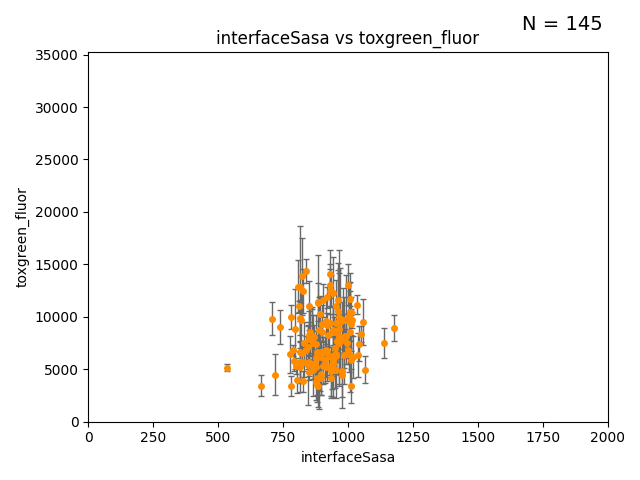 N = 145
interfaceSasa vs toxgreen_fluor
35000
30000
25000
20000
15000
10000
5000
0
toxgreen_fluor
0 250 500 750 1000 1250 1500 1750 2000
interfaceSasa